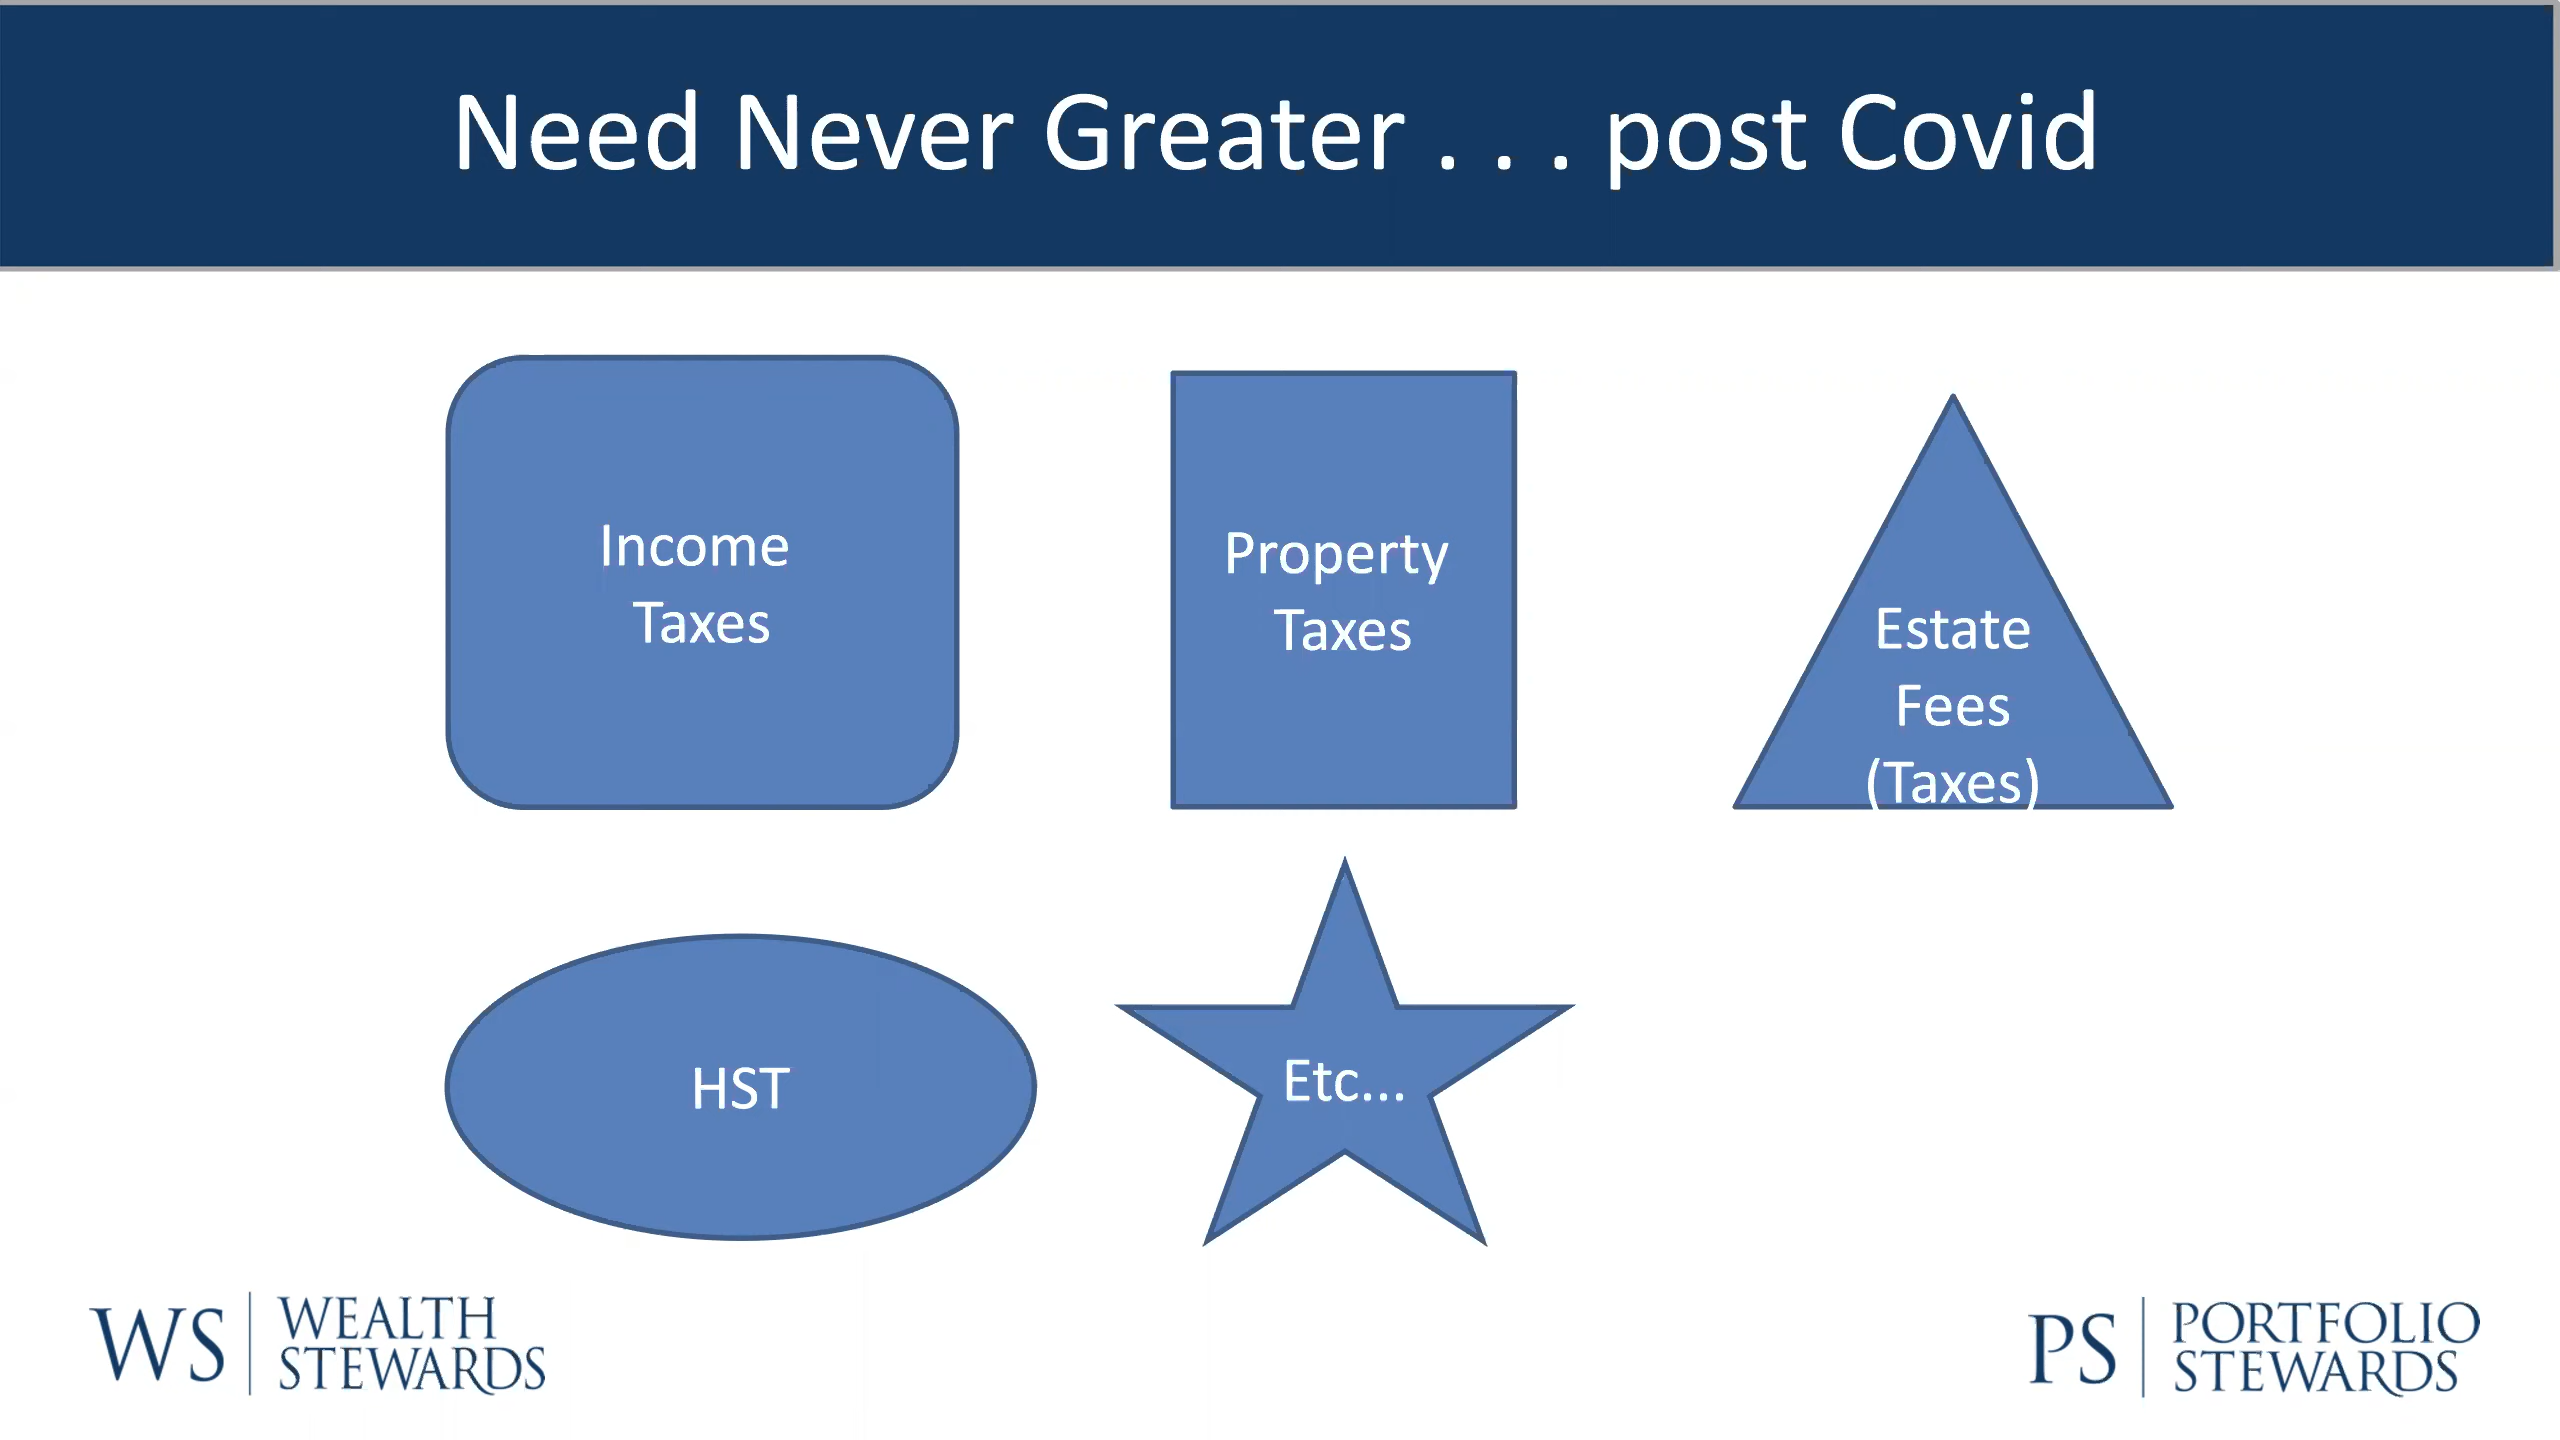 Need Never Greater . . . post Covid
Income
Taxes
Property
Taxes
Estate
Fees
(Taxes)
HST
Etc...
WS
WEALTH
STEWARDS
PS
PORTFOLIO
STEWARDS